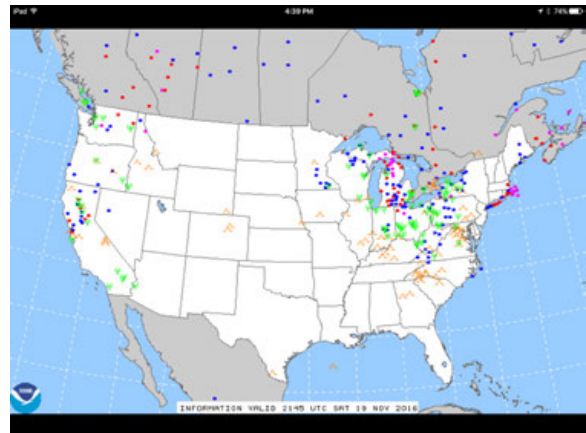 iPad
4:39 PM
74%
NOAA
INFORMATION VALID 2145 UTC SAT 19 NOV 2016